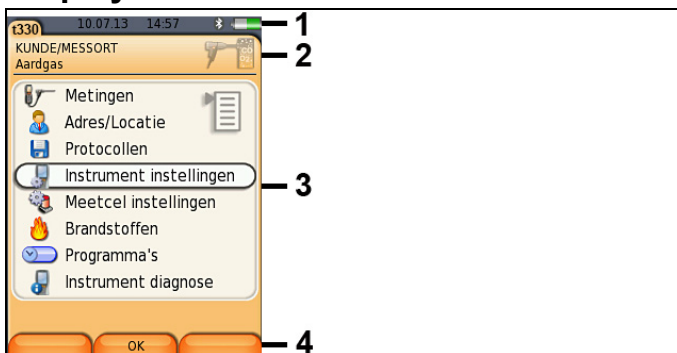 t330 10.07.13 14:57 1
KUNDE/MESSORT
Aardgas
2
Metingen
Adres/Locatie
Protocollen
Instrument instellingen
3
Meetcel instellingen
Brandstoffen
Programma's
Instrument diagnose
OK 4